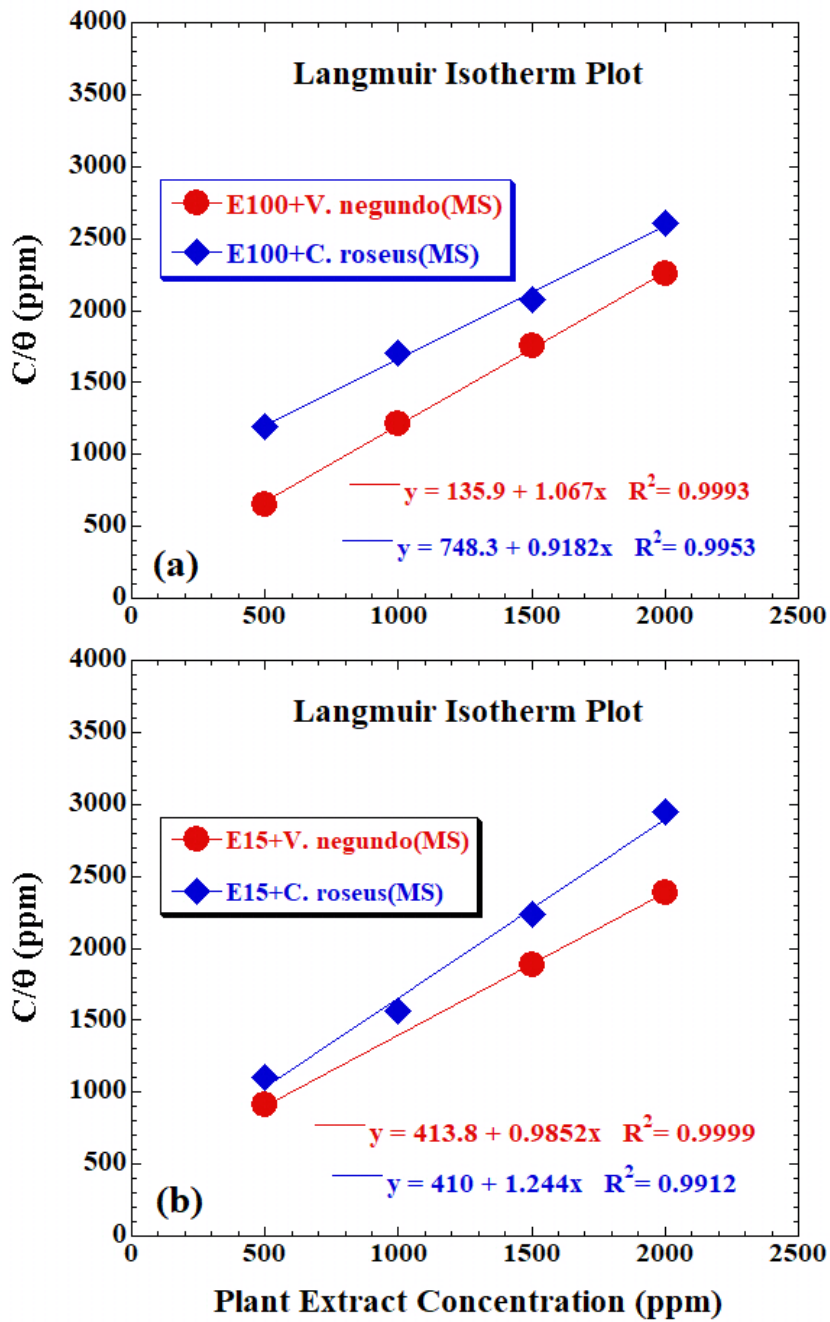 4000
Langmuir Isotherm Plot
3500
3000
E100+V. negundo(MS)
2500
E100+C. roseus(MS)
2000
C/θ (ppm)
1500
1000
y = 135.9 + 1.067x R²= 0.9993
500
y = 748.3 + 0.9182x R²= 0.9953
(a)
0
0 500 1000 1500 2000 2500
4000
Langmuir Isotherm Plot
3500
3000
E15+V. negundo(MS)
2500
E15+C. roseus(MS)
2000
C/θ (ppm)
1500
1000
y = 413.8 + 0.9852x R²= 0.9999
500
y = 410 + 1.244x R²= 0.9912
(b)
0
0 500 1000 1500 2000 2500
Plant Extract Concentration (ppm)